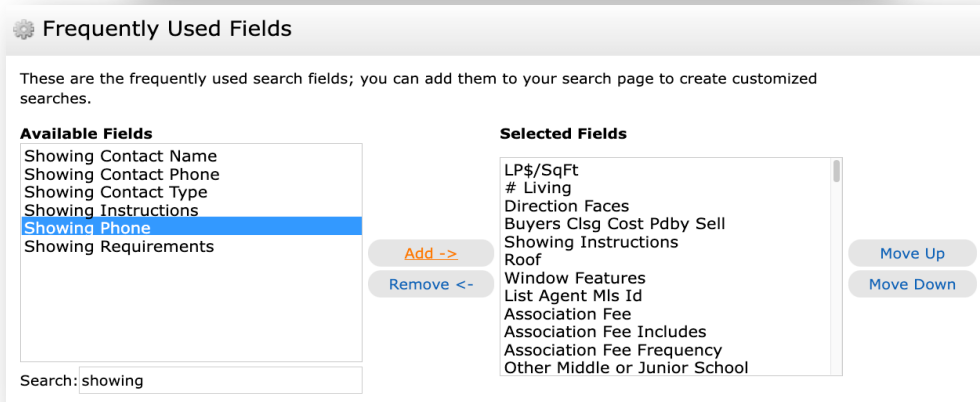 Frequently Used Fields
These are the frequently used search fields; you can add them to your search page to create customized
searches.
Available Fields
Showing Contact Name
Showing Contact Phone
Showing Contact Type
Showing Instructions
Showing Phone
Showing Requirements
Search: showing
Add ->
Remove <-
Selected Fields
LP$/SqFt
# Living
Direction Faces
Buyers Clsg Cost Pdby Sell
Showing Instructions
Roof
Window Features
List Agent Mls Id
Association Fee
Association Fee Includes
Association Fee Frequency
Other Middle or Junior School
Move Up
Move Down